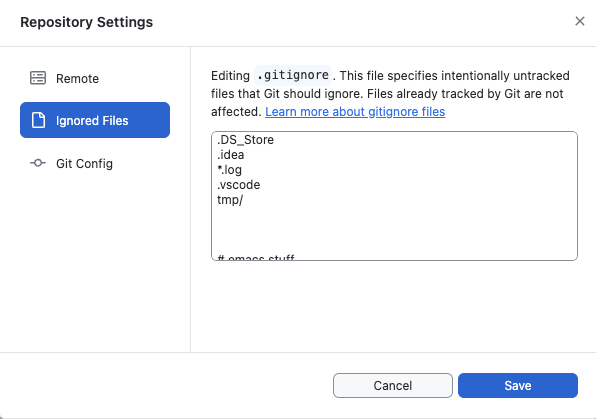 Repository Settings
Remote
Ignored Files
Git Config
Editing .gitignore. This file specifies intentionally untracked
files that Git should ignore. Files already tracked by Git are not
affected. Learn more about gitignore files
.DS_Store
.idea
*.log
.vscode
tmp/
# emacs stuff
Cancel
Save